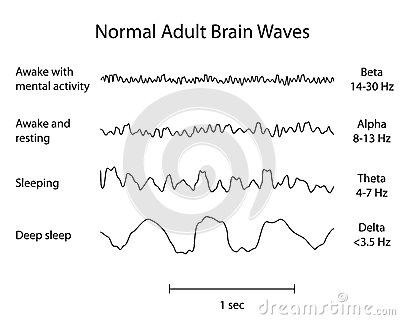 Normal Adult Brain Waves
Awake with
mental activity
Beta
14-30 Hz
Awake and
resting
Alpha
8-13 Hz
Sleeping
Theta
4-7 Hz
Deep sleep
Delta
<3.5 Hz
1 sec
dreamstime.com